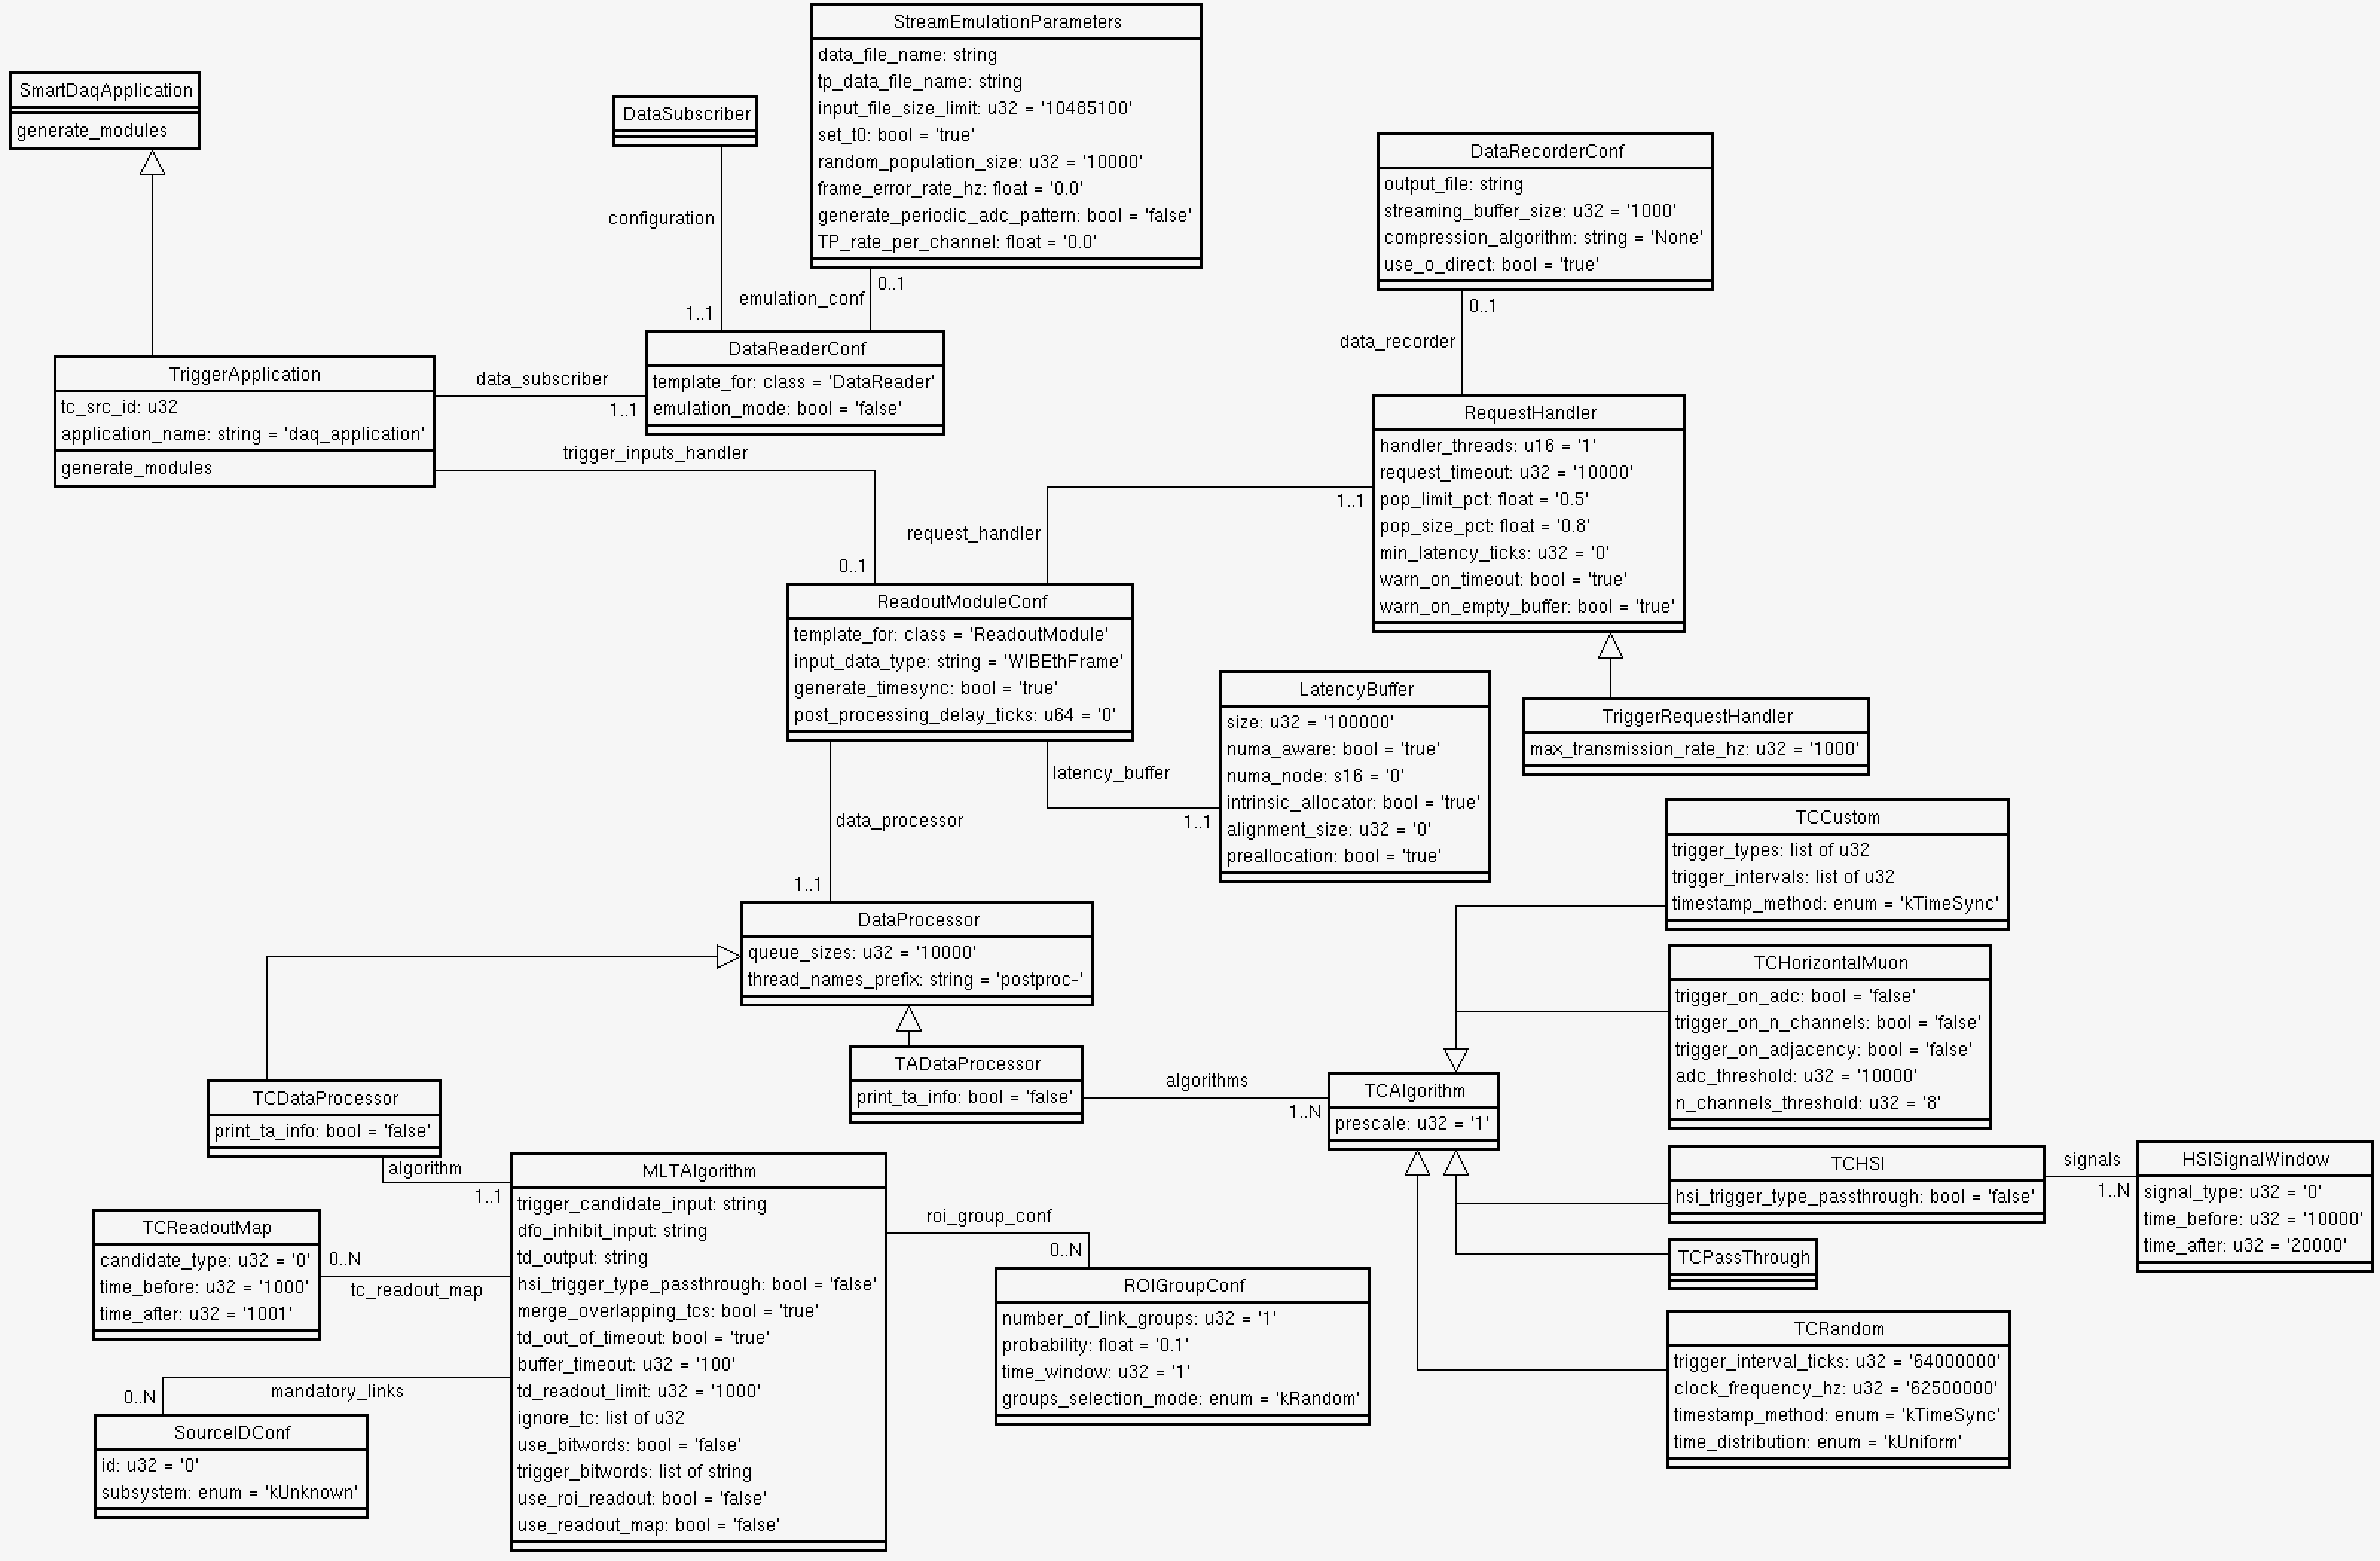 StreamEmulationParameters
data_file_name: string
tp_data_file_name: string
input_file_size_limit: u32 = '10485100'
set_t0: bool = 'true'
random_population_size: u32 = '10000'
frame_error_rate_hz: float = '0.0'
generate_periodic_adc_pattern: bool = 'false'
TP_rate_per_channel: float = '0.0'
SmartDaqApplication
generate_modules
DataSubscriber
configuration
1..1
emulation_conf
0..1
DataRecorderConf
output_file: string
streaming_buffer_size: u32 = '1000'
compression_algorithm: string = 'None'
use_o_direct: bool = 'true'
0..1
data_recorder
TriggerApplication
tc_src_id: u32
application_name: string = 'daq_application'
generate_modules
data_subscriber
1..1
DataReaderConf
template_for: class = 'DataReader'
emulation_mode: bool = 'false'
trigger_inputs_handler
0..1
RequestHandler
handler_threads: u16 = '1'
request_timeout: u32 = '10000'
pop_limit_pct: float = '0.5'
pop_size_pct: float = '0.8'
min_latency_ticks: u32 = '0'
warn_on_timeout: bool = 'true'
warn_on_empty_buffer: bool = 'true'
1..1
request_handler
ReadoutModuleConf
template_for: class = 'ReadoutModule'
input_data_type: string = 'WIBEthFrame'
generate_timesync: bool = 'true'
post_processing_delay_ticks: u64 = '0'
TriggerRequestHandler
max_transmission_rate_hz: u32 = '1000'
LatencyBuffer
size: u32 = '100000'
numa_aware: bool = 'true'
numa_node: s16 = '0'
intrinsic_allocator: bool = 'true'
alignment_size: u32 = '0'
preallocation: bool = 'true'
latency_buffer
1..1
data_processor
1..1
TCCustom
trigger_types: list of u32
trigger_intervals: list of u32
timestamp_method: enum = 'kTimeSync'
DataProcessor
queue_sizes: u32 = '10000'
thread_names_prefix: string = 'postproc-'
TCHorizontalMuon
trigger_on_adc: bool = 'false'
trigger_on_n_channels: bool = 'false'
trigger_on_adjacency: bool = 'false'
adc_threshold: u32 = '10000'
n_channels_threshold: u32 = '8'
TADataProcessor
print_ta_info: bool = 'false'
algorithms
1..N
TCAlgorithm
prescale: u32 = '1'
TCDataProcessor
print_ta_info: bool = 'false'
algorithm
1..1
MLTAlgorithm
trigger_candidate_input: string
dfo_inhibit_input: string
td_output: string
hsi_trigger_type_passthrough: bool = 'false'
merge_overlapping_tcs: bool = 'true'
td_out_of_timeout: bool = 'true'
buffer_timeout: u32 = '100'
td_readout_limit: u32 = '1000'
ignore_tc: list of u32
use_bitwords: bool = 'false'
trigger_bitwords: list of string
use_roi_readout: bool = 'false'
use_readout_map: bool = 'false'
TCHSI
hsi_trigger_type_passthrough: bool = 'false'
signals
1..N
HSISignalWindow
signal_type: u32 = '0'
time_before: u32 = '10000'
time_after: u32 = '20000'
TCReadoutMap
candidate_type: u32 = '0'
time_before: u32 = '1000'
time_after: u32 = '1001'
0..N
tc_readout_map
roi_group_conf
0..N
ROIGroupConf
number_of_link_groups: u32 = '1'
probability: float = '0.1'
time_window: u32 = '1'
groups_selection_mode: enum = 'kRandom'
TCPassThrough
TCRandom
trigger_interval_ticks: u32 = '64000000'
clock_frequency_hz: u32 = '62500000'
timestamp_method: enum = 'kTimeSync'
time_distribution: enum = 'kUniform'
0..N
mandatory_links
SourceIDConf
id: u32 = '0'
subsystem: enum = 'kUnknown'